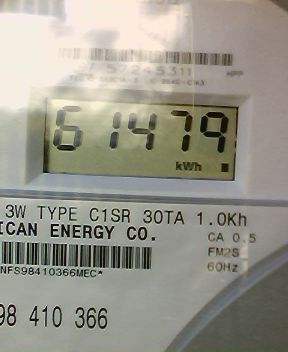 61479
kWh
3W TYPE C1SR 30TA 1.0Kh
ICAN ENERGY CO.
CA 0.5
FM2S
60Hz
NFS98410366MEC*
98 410 366